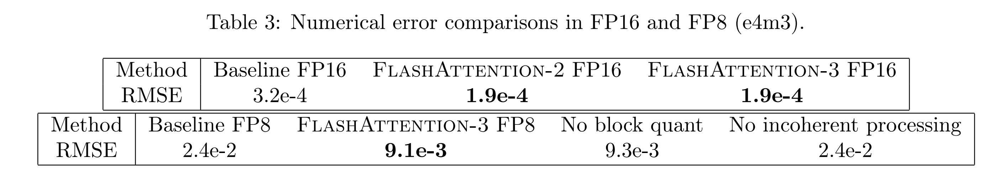 Table 3: Numerical error comparisons in FP16 and FP8 (e4m3).
Method Baseline FP16 FLASHATTENTION-2 FP16 FLASHATTENTION-3 FP16
RMSE 3.2e-4 1.9e-4 1.9e-4
Method Baseline FP8 FLASHATTENTION-3 FP8 No block quant No incoherent processing
RMSE 2.4e-2 9.1e-3 9.3e-3 2.4e-2